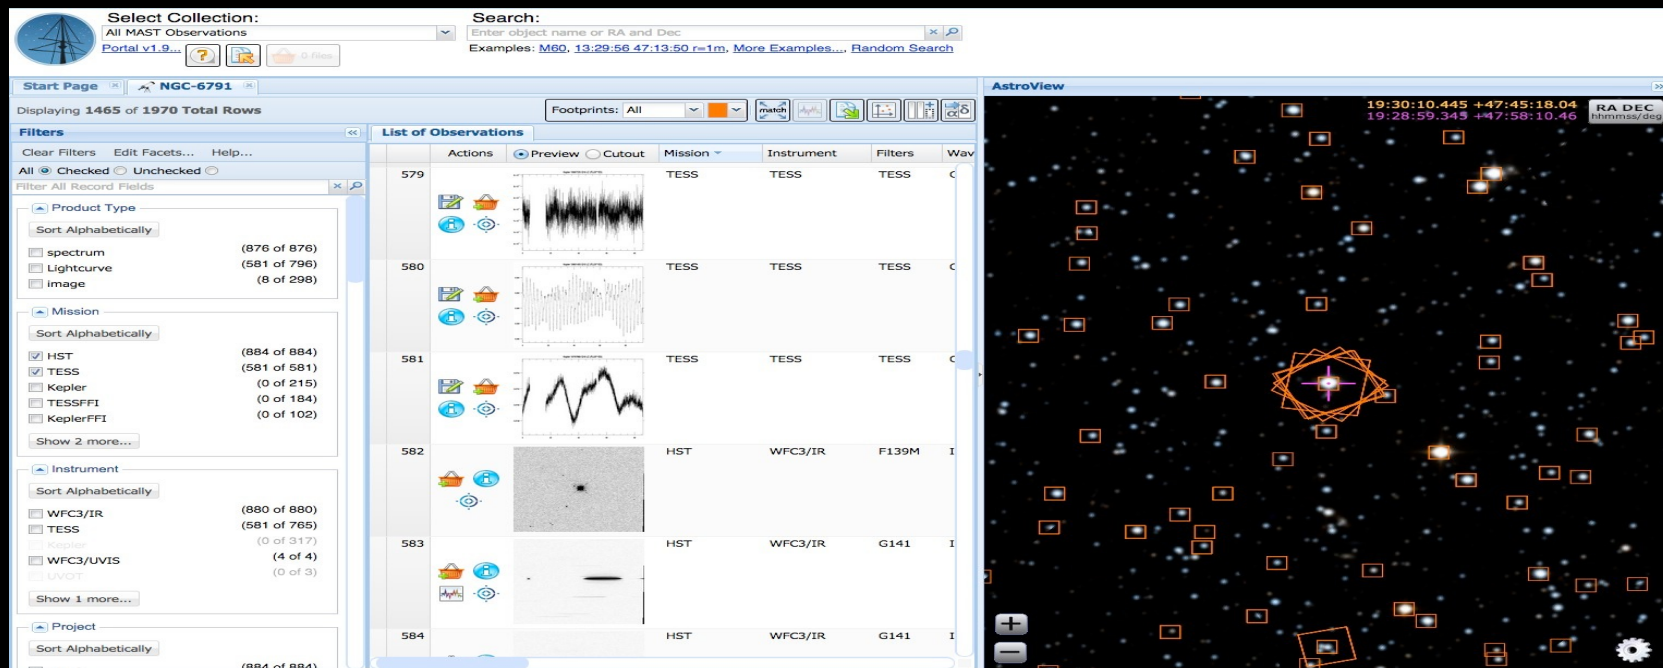 Select Collection:
All MAST Observations
Portal v1.9...
0 files
Search:
Enter object name or RA and Dec
Examples: M60, 13:29:56 47:13:50 r=1m, More Examples..., Random Search
Start Page
NGC-6791
Displaying 1465 of 1970 Total Rows
Footprints: All
match
Filters
Clear Filters Edit Facets... Help...
All Checked Unchecked
Filter All Record Fields
Product Type
Sort Alphabetically
spectrum (876 of 876)
Lightcurve (581 of 796)
image (8 of 298)
Mission
Sort Alphabetically
HST (884 of 884)
TESS (581 of 581)
Kepler (0 of 215)
TESSFFI (0 of 184)
KeplerFFI (0 of 102)
Show 2 more...
Instrument
Sort Alphabetically
WFC3/IR (880 of 880)
TESS (581 of 765)
Kepler (0 of 317)
WFC3/UVIS (4 of 4)
UVOT (0 of 3)
Show 1 more...
Project
Sort Alphabetically
(884 of 884)
List of Observations
Actions Preview Cutout Mission Instrument Filters Wav
579 TESS TESS TESS
580 TESS TESS TESS
581 TESS TESS TESS
582 HST WFC3/IR F139M I
583 HST WFC3/IR G141 I
584 HST WFC3/IR G141 I
AstroView
19:30:10.445 +47:45:18.04
19:28:59.345 +47:58:10.46
RA DEC
hhmmss/deg